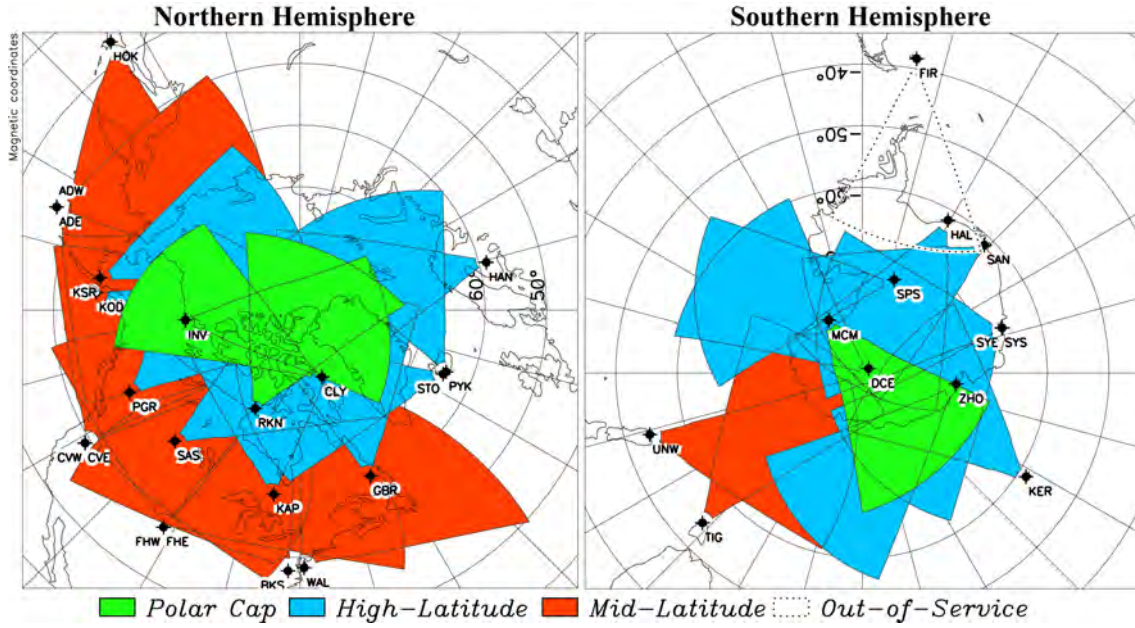 Northern Hemisphere
Southern Hemisphere
Magnetic coordinates
HOK
ADW
ADE
KSR
KOD
INV
HAN
60°
50°
CLY
STO
PYK
PGR
RKN
CVW CVE
SAS
KAP
GBR
FHW FHE
BKS
WAL
FIR
40°
50°
HAL
SAN
SPS
MCM
SYE SYS
DCE
ZHO
UNW
KER
TIG
Polar Cap
High-Latitude
Mid-Latitude
Out-of-Service